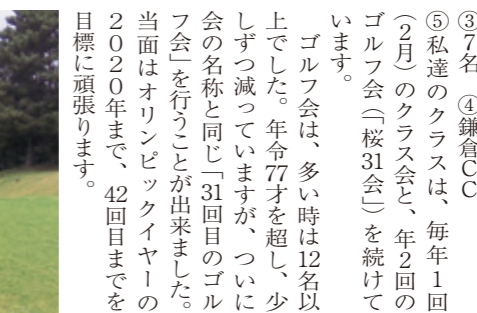 ③7名　④鎌倉CC
⑤私達のクラスは、毎年1回
(2月)のクラス会と、年2回の
ゴルフ会(「桜31会」)を続けて
います。
　ゴルフ会は、多い時は12名以
上でした。年令77才を超し、少
しずつ減っていますが、ついに
会の名称と同じ「31回目のゴル
フ会」を行うことが出来ました。
当面はオリンピックイヤーの
2020年まで、42回目までを
目標に頑張ります。